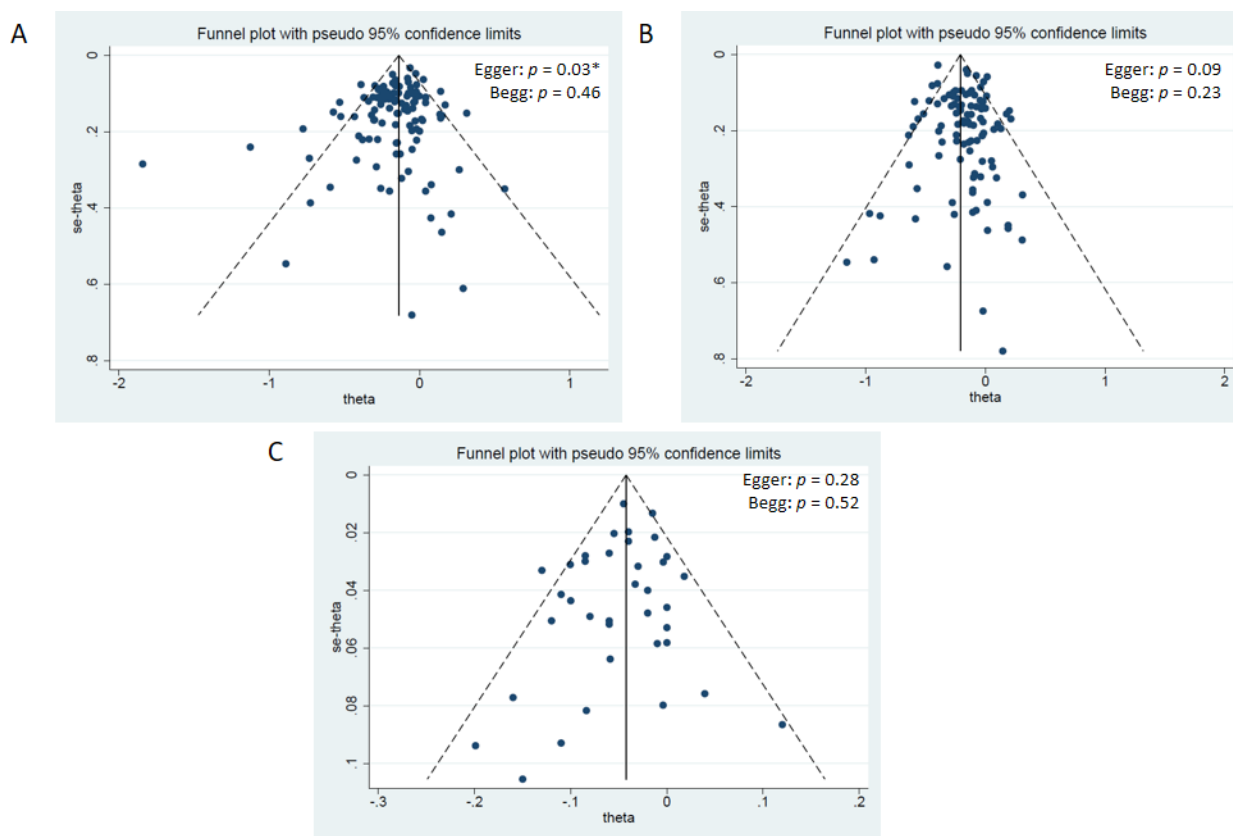 A
Funnel plot with pseudo 95% confidence limits
Egger: p = 0.03*
Begg: p = 0.46
0
.2
.4
.6
.8
se-theta
-2
-1
0
1
theta
B
Funnel plot with pseudo 95% confidence limits
Egger: p = 0.09
Begg: p = 0.23
0
.2
.4
.6
.8
se-theta
-2
-1
0
1
2
theta
C
Funnel plot with pseudo 95% confidence limits
Egger: p = 0.28
Begg: p = 0.52
0
.02
.04
.06
.08
.1
se-theta
-.3
-.2
-.1
0
.1
.2
theta